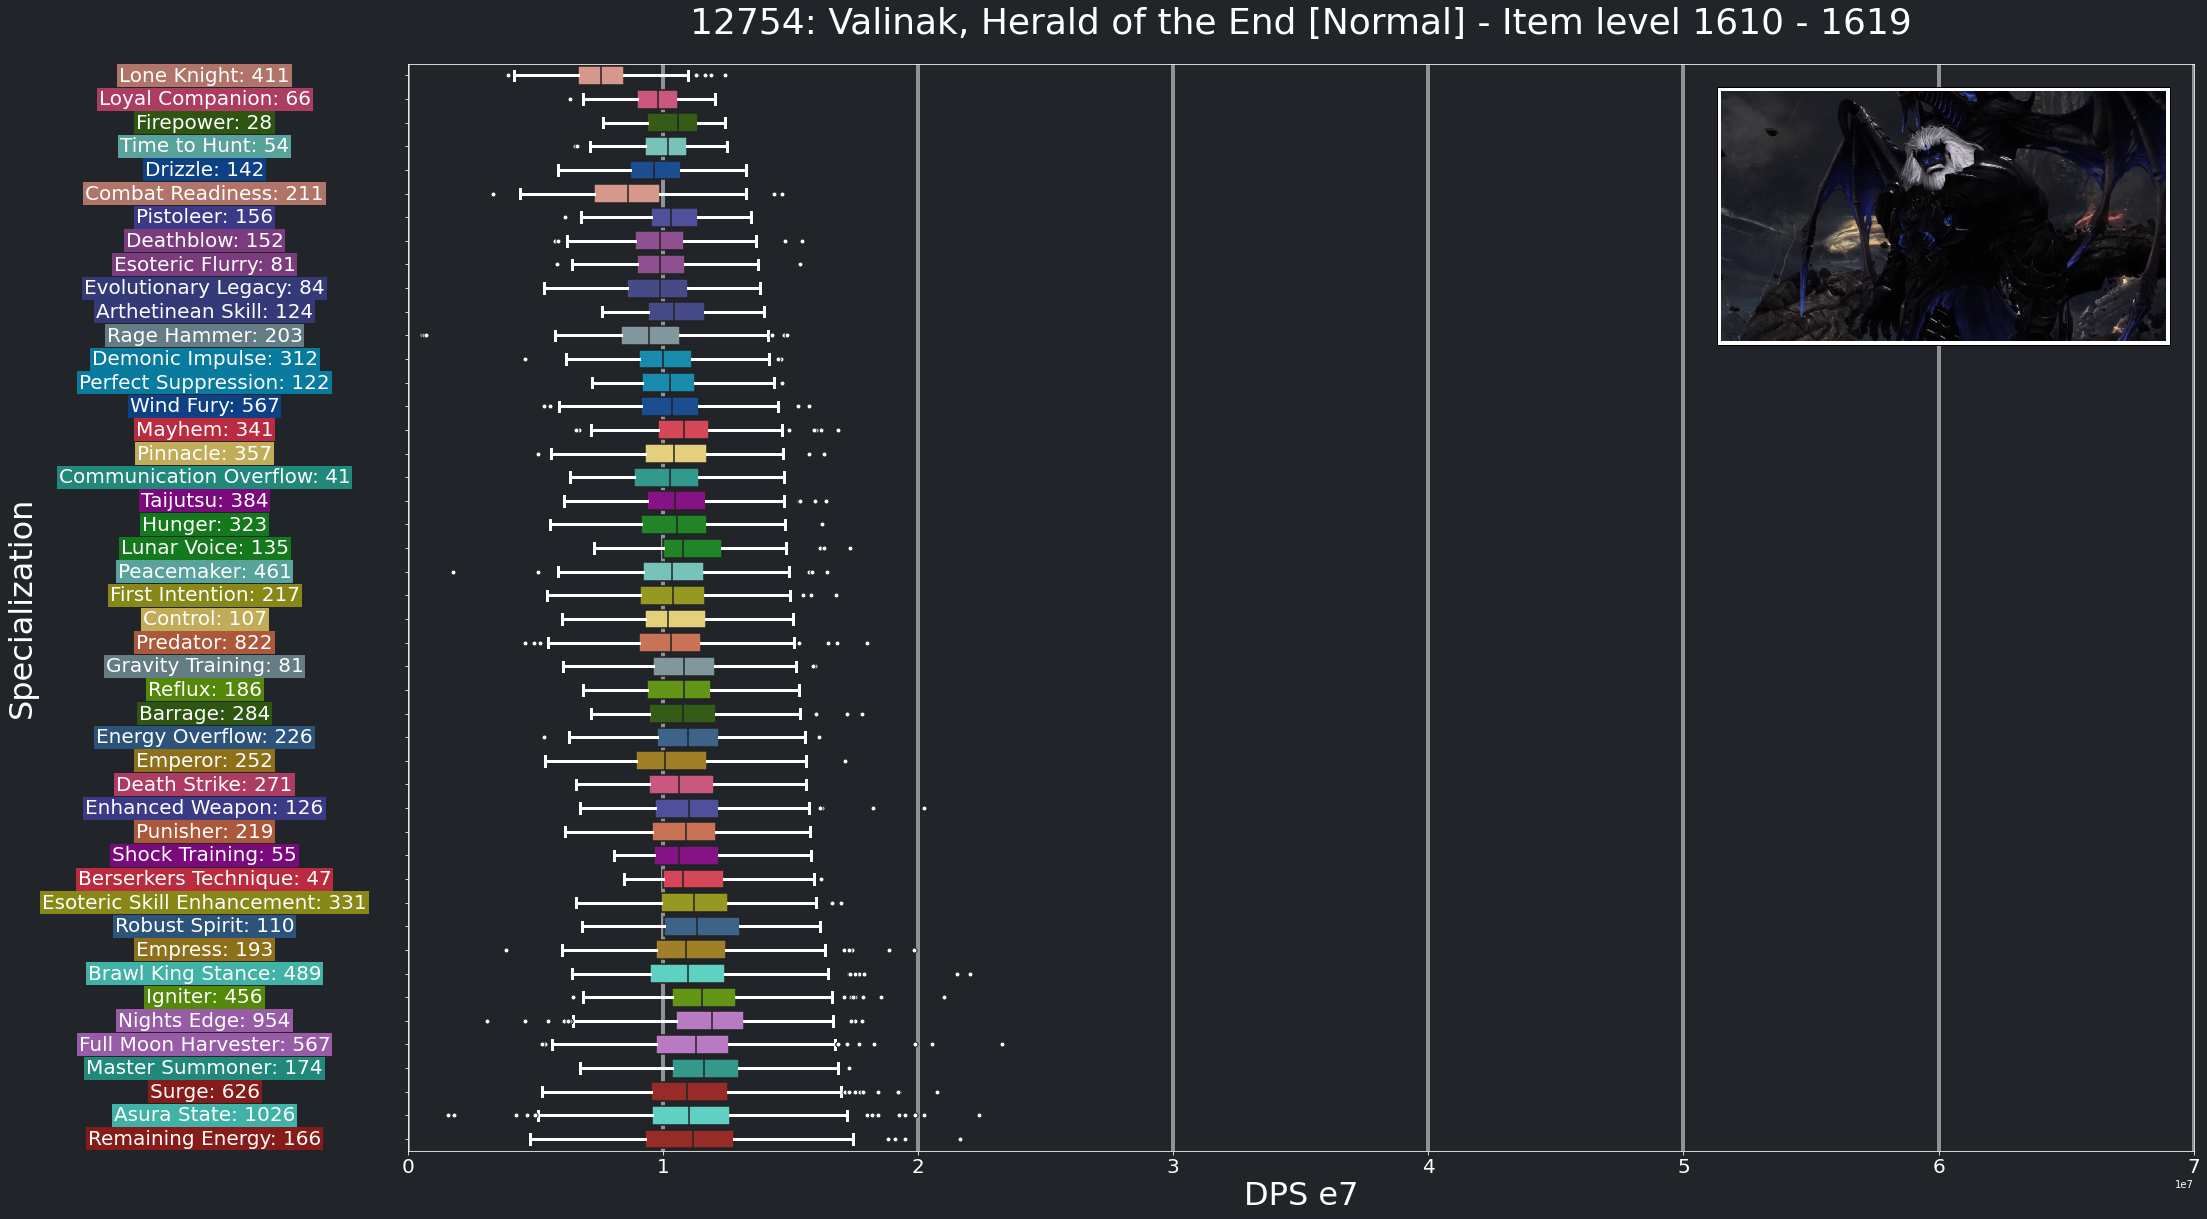 12754: Valinak, Herald of the End [Normal] - Item level 1610 - 1619
Specialization
Lone Knight: 411
Loyal Companion: 66
Firepower: 28
Time to Hunt: 54
Drizzle: 142
Combat Readiness: 211
Pistoleer: 156
Deathblow: 152
Esoteric Flurry: 81
Evolutionary Legacy: 84
Arthetinean Skill: 124
Rage Hammer: 203
Demonic Impulse: 312
Perfect Suppression: 122
Wind Fury: 567
Mayhem: 341
Pinnacle: 357
Communication Overflow: 41
Taijutsu: 384
Hunger: 323
Lunar Voice: 135
Peacemaker: 461
First Intention: 217
Control: 107
Predator: 822
Gravity Training: 81
Reflux: 186
Barrage: 284
Energy Overflow: 226
Emperor: 252
Death Strike: 271
Enhanced Weapon: 126
Punisher: 219
Shock Training: 55
Berserkers Technique: 47
Esoteric Skill Enhancement: 331
Robust Spirit: 110
Empress: 193
Brawl King Stance: 489
Igniter: 456
Nights Edge: 954
Full Moon Harvester: 567
Master Summoner: 174
Surge: 626
Asura State: 1026
Remaining Energy: 166
0 1 2 3 4 5 6 7
1e7
DPS e7